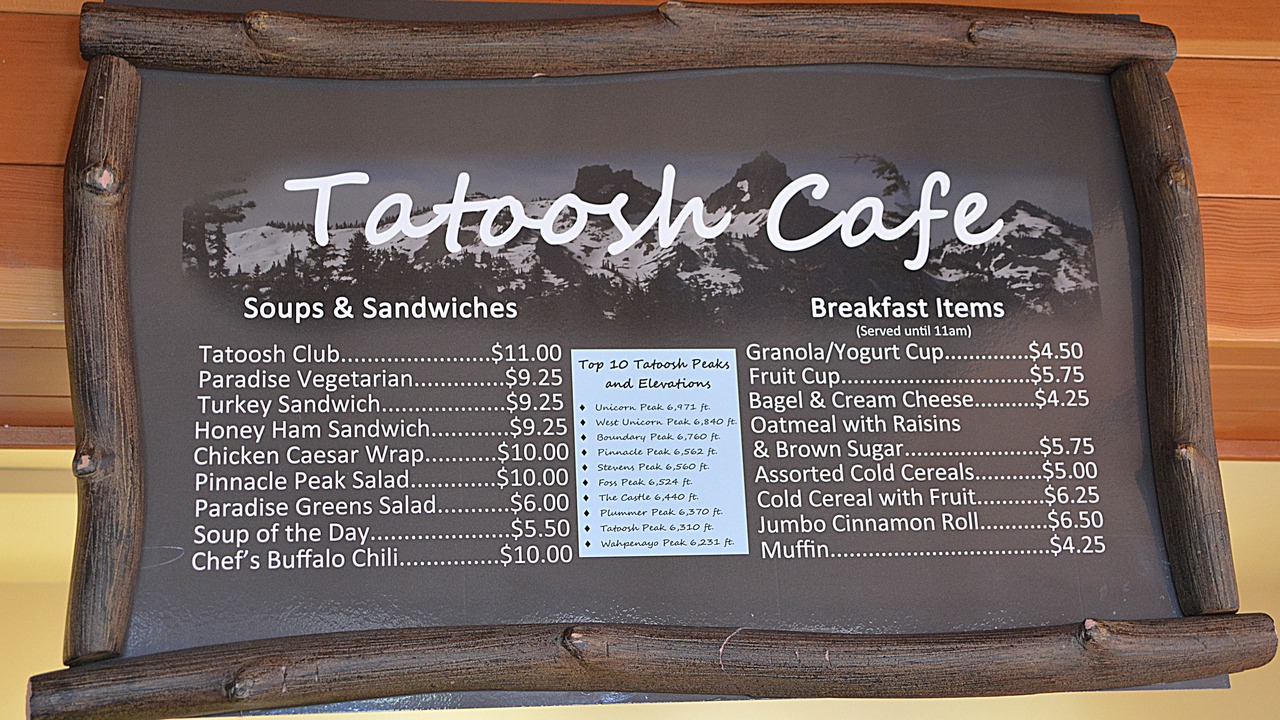 Tatoosh Cafe
Soups & Sandwiches
Tatoosh Club.......................$11.00
Paradise Vegetarian..............$9.25
Turkey Sandwich...................$9.25
Honey Ham Sandwich............$9.25
Chicken Caesar Wrap...........$10.00
Pinnacle Peak Salad.............$10.00
Paradise Greens Salad.........$6.00
Soup of the Day....................$5.50
Chef's Buffalo Chili...............$10.00
Top 10 Tatoosh Peaks
and Elevations
♦ Unicorn Peak 6,971 ft.
♦ West Unicorn Peak 6,840 ft.
♦ Boundary Peak 6,760 ft.
♦ Pinnacle Peak 6,562 ft.
♦ Stevens Peak 6,560 ft.
♦ Foss Peak 6,524 ft.
♦ The Castle 6,440 ft.
♦ Plummer Peak 6,370 ft.
♦ Tatoosh Peak 6,310 ft.
♦ Wahpenayo Peak 6,231 ft.
Breakfast Items
(Served until 11am)
Granola/Yogurt Cup.............$4.50
Fruit Cup.............................$5.75
Bagel & Cream Cheese.........$4.25
Oatmeal with Raisins
& Brown Sugar.....................$5.75
Assorted Cold Cereals..........$5.00
Cold Cereal with Fruit..........$6.25
Jumbo Cinnamon Roll..........$6.50
Muffin.................................$4.25